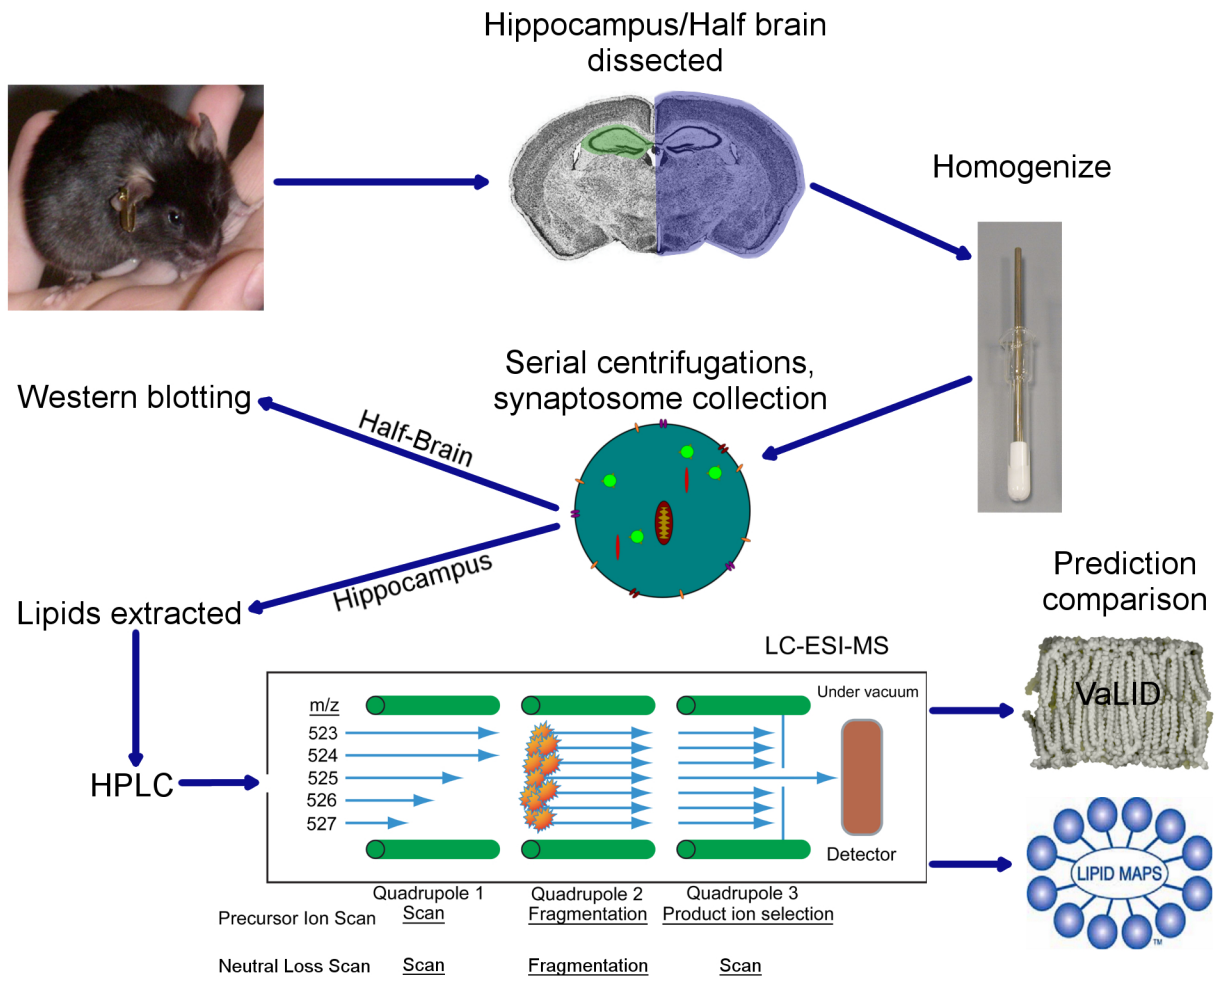 Hippocampus/Half brain
dissected
Homogenize
Serial centrifugations,
synaptosome collection
Western blotting
Half-Brain
Hippocampus
Lipids extracted
HPLC
LC-ESI-MS
Under vacuum
m/z
523
524
525
526
527
Detector
Quadrupole 1
Quadrupole 2
Quadrupole 3
Precursor Ion Scan
Scan
Fragmentation
Product ion selection
Neutral Loss Scan
Scan
Fragmentation
Scan
Prediction
comparison
VaLID
LIPID MAPS
TM